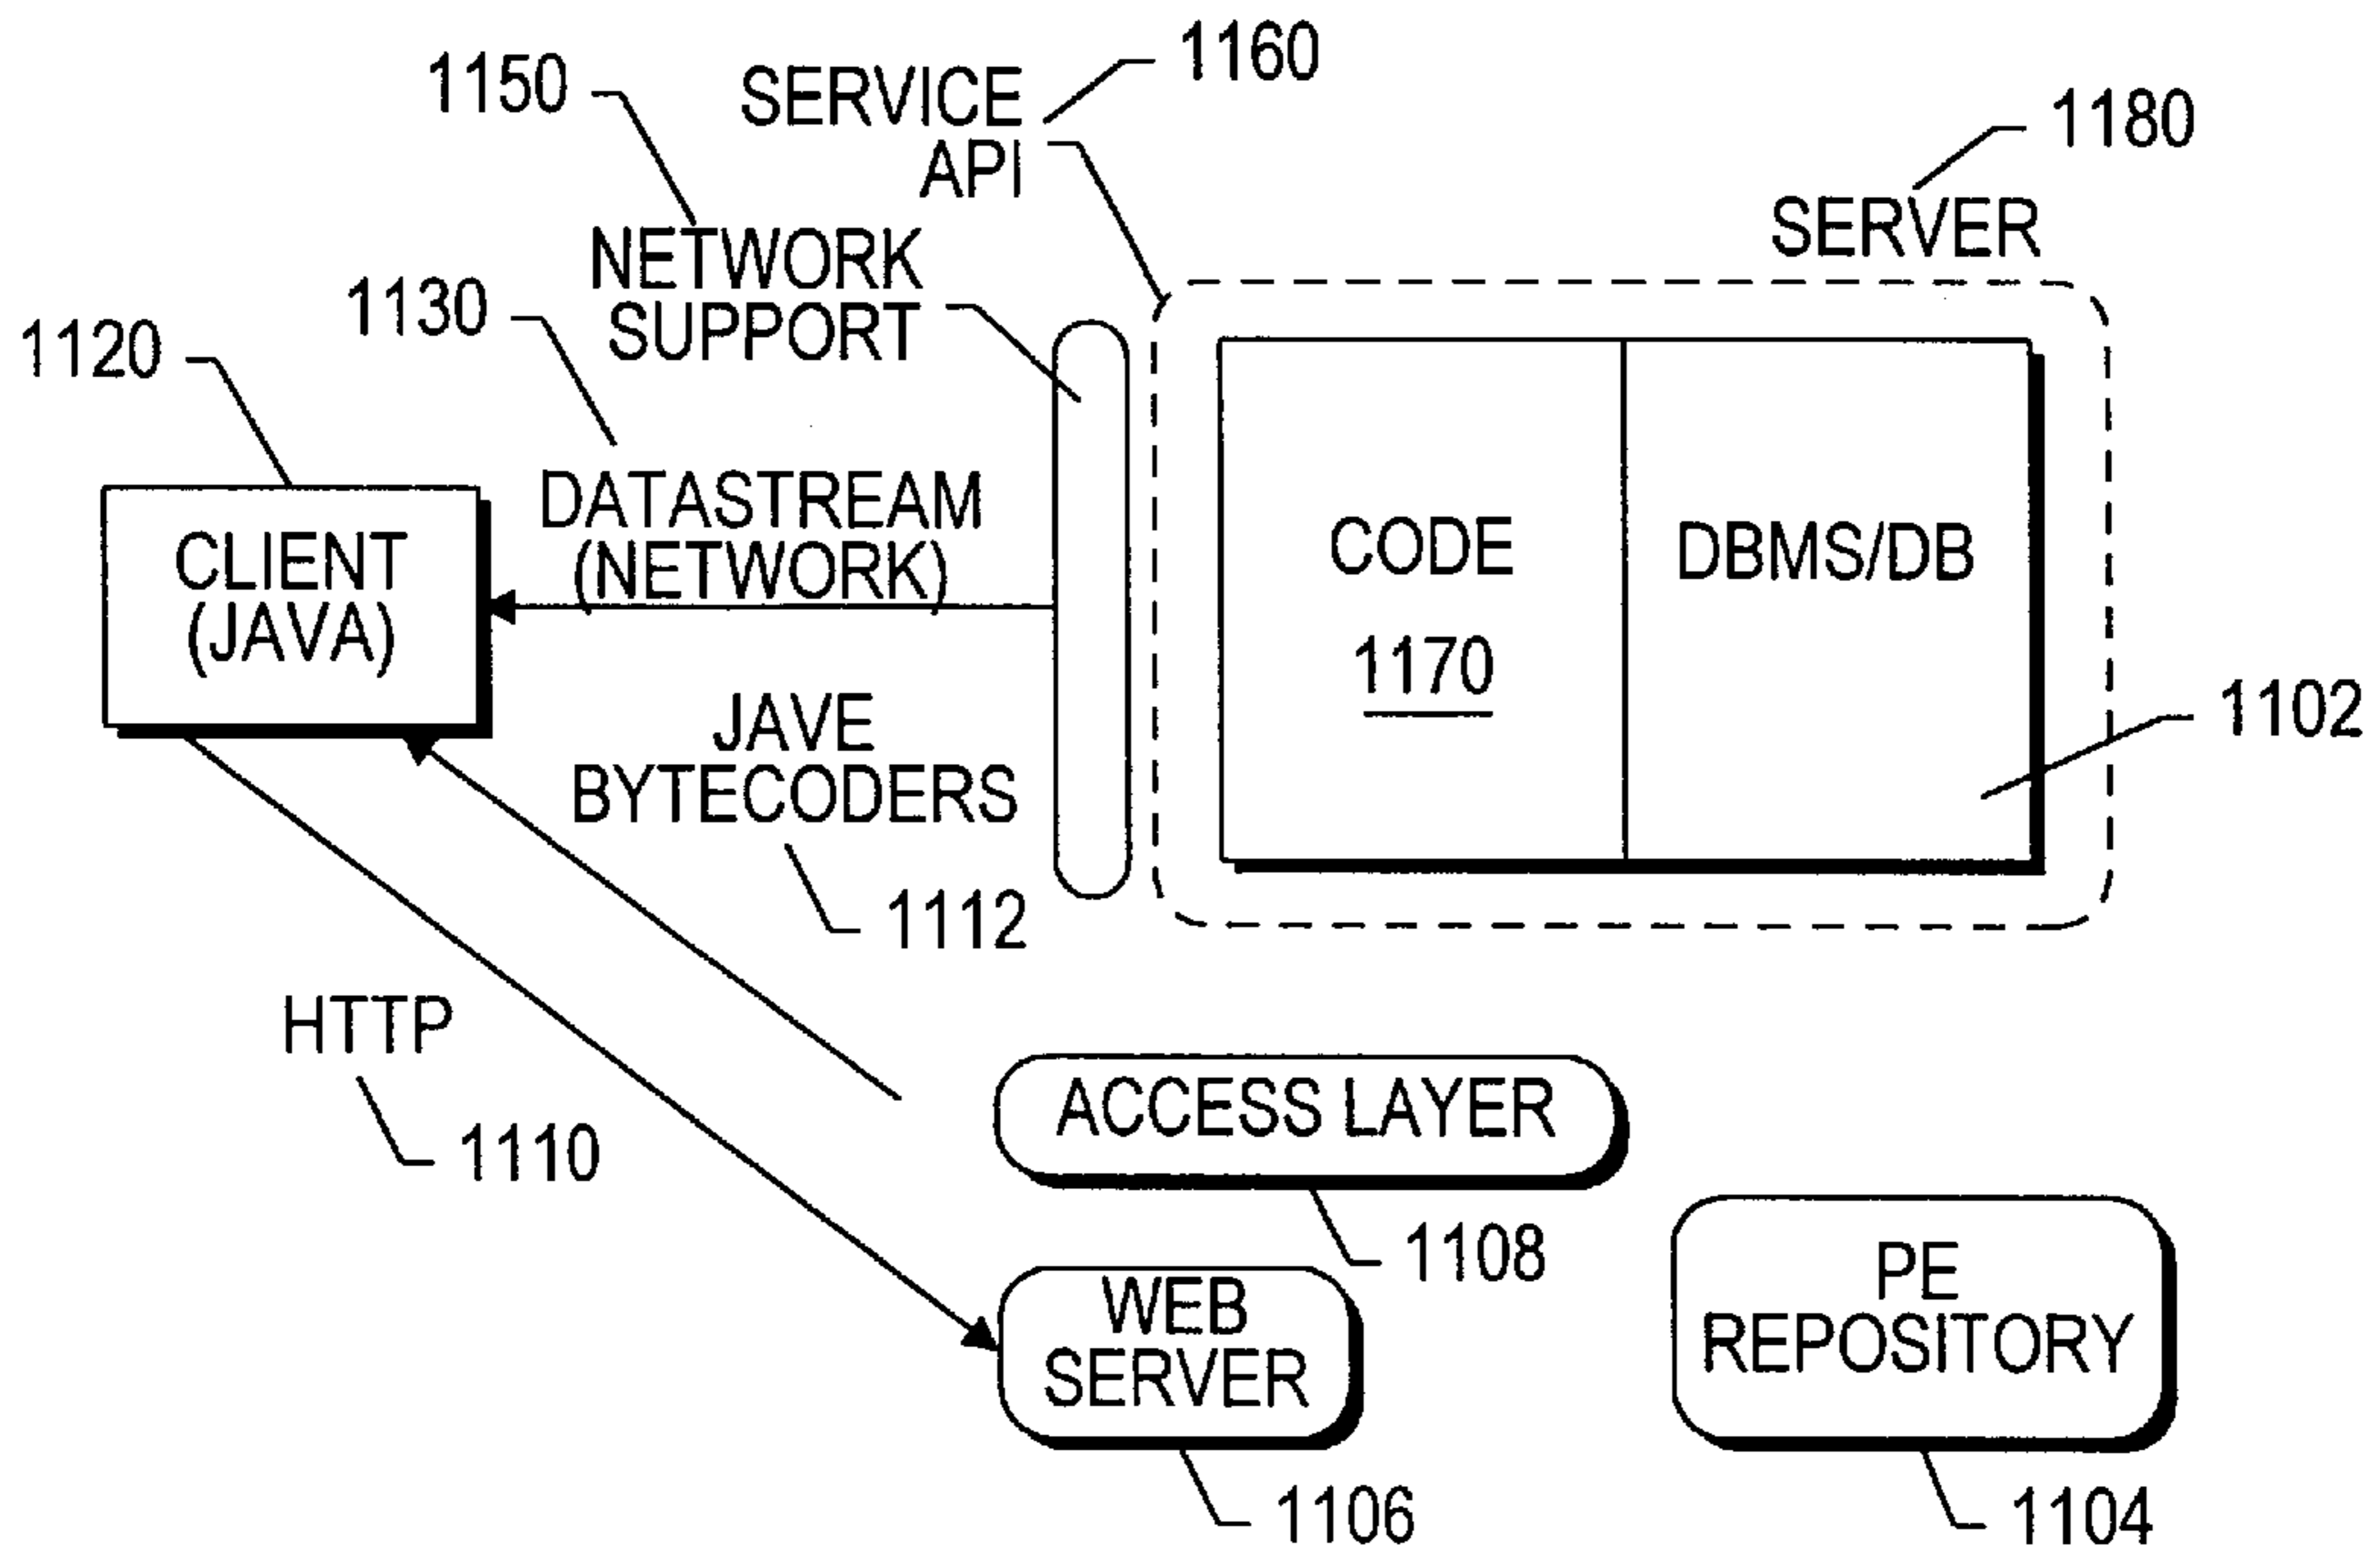 1160
1150
SERVICE
API
1180
SERVER
NETWORK
SUPPORT
1130
1120
DATASTREAM
(NETWORK)
CLIENT
(JAVA)
CODE
1170
DBMS/DB
1102
JAVE
BYTECODERS
1112
HTTP
1110
ACCESS LAYER
1108
WEB
SERVER
1106
PE
REPOSITORY
1104